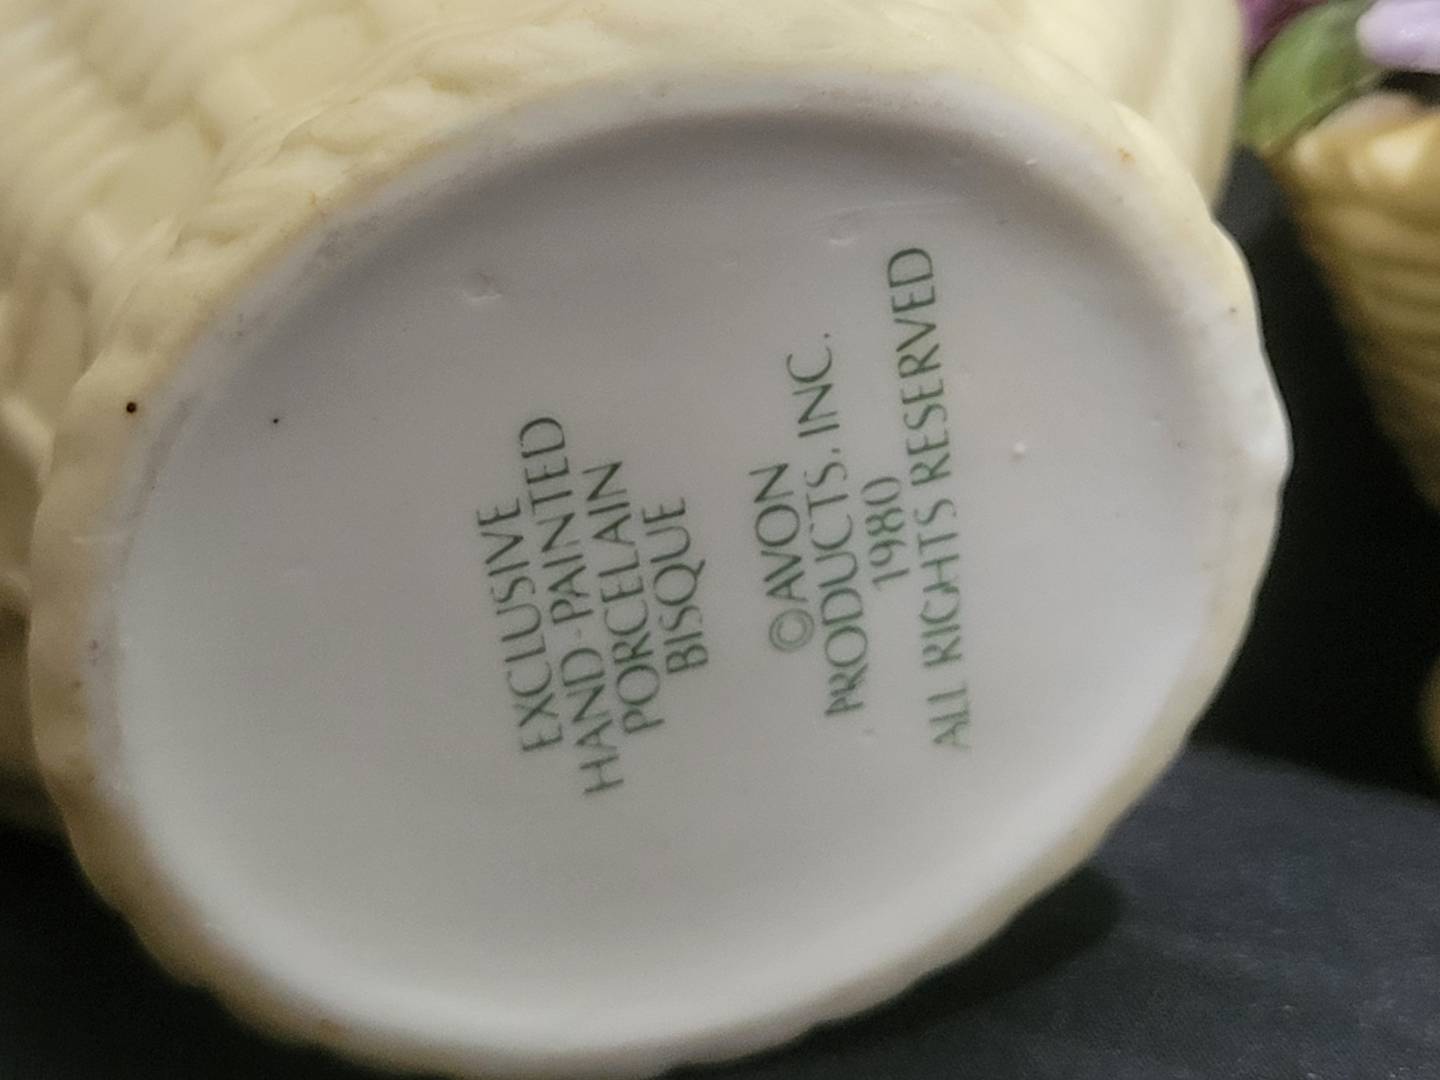 EXCLUSIVE
HAND-PAINTED
PORCELAIN
BISQUE
©AVON
PRODUCTS, INC.
1980
ALL RIGHTS RESERVED